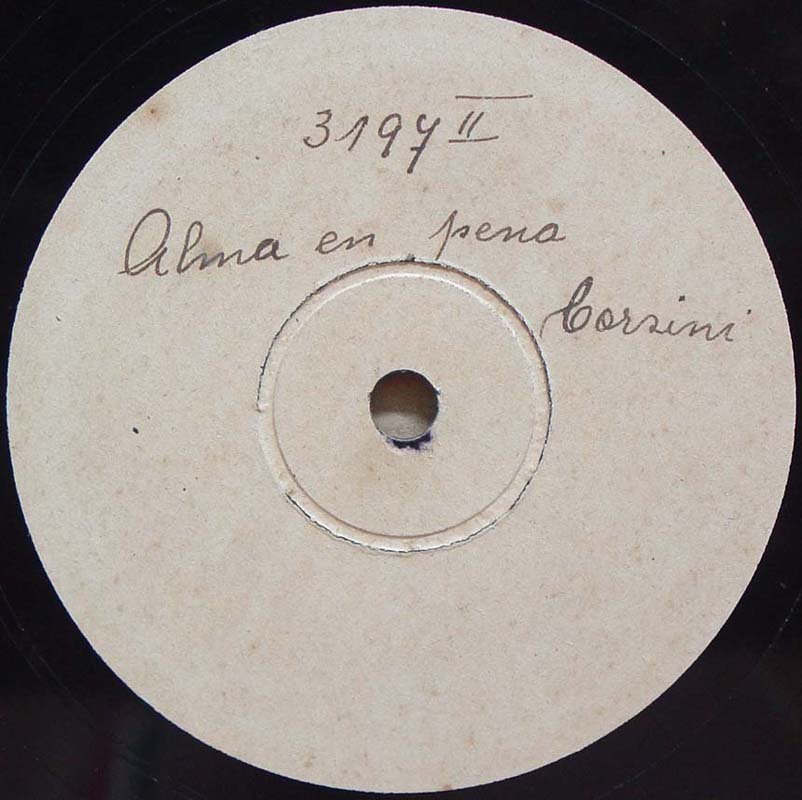 3197 II
Alma en pena
Corsini